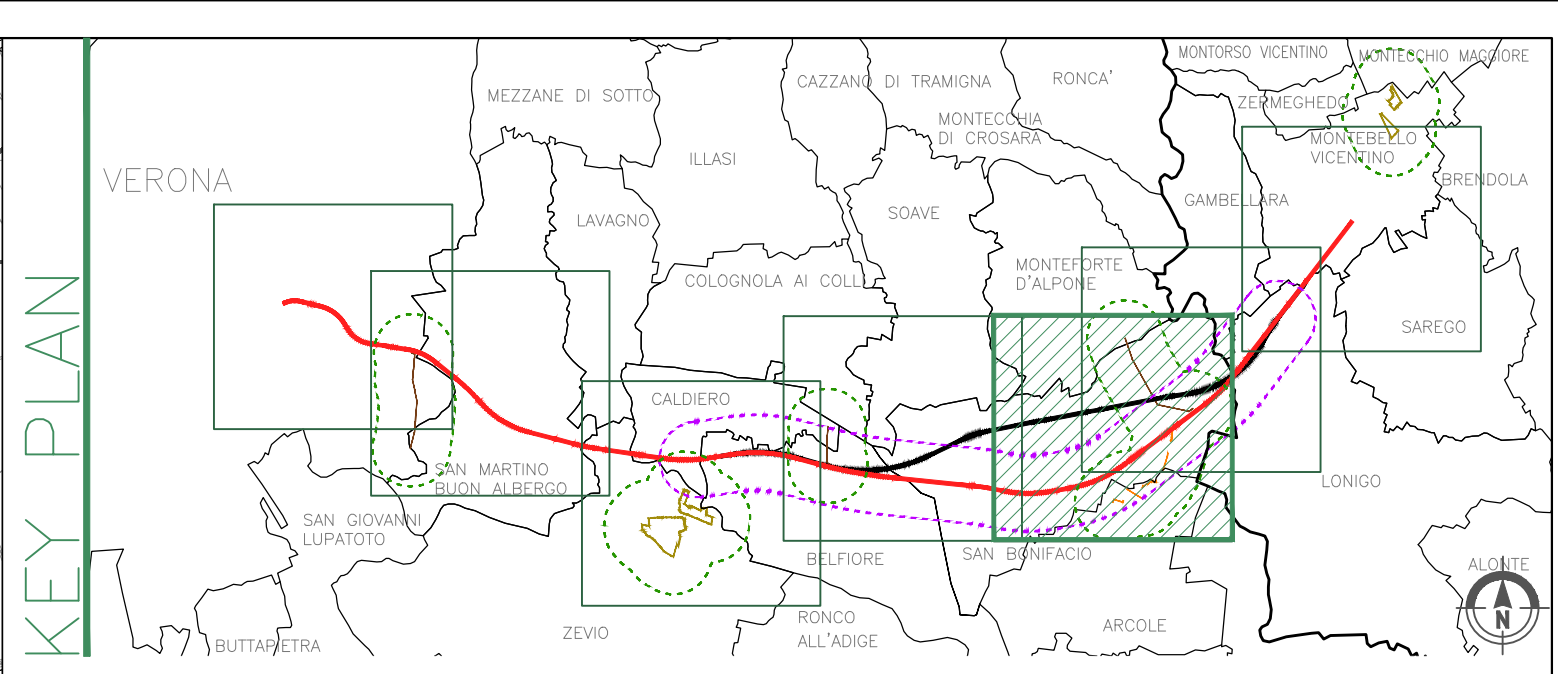 KEY PLAN
MONTORSO VICENTINO
MONTECCHIO MAGGIORE
CAZZANO DI TRAMIGNA
RONCA'
MEZZANE DI SOTTO
ZERMEGHEDO
MONTECCHIA
DI CROSARA
MONTEBELLO
VICENTINO
ILLASI
VERONA
BRENDOLA
GAMBELLARA
LAVAGNO
SOAVE
MONTEFORTE
D'ALPONE
COLOGNOLA AI COLLI
SAREGO
CALDIERO
SAN MARTINO
BUON ALBERGO
LONIGO
SAN GIOVANNI
LUPATOTO
BELFIORE
SAN BONIFACIO
ALONTE
N
RONCO
ALL'ADIGE
ZEVIO
ARCOLE
BUTTAPIETRA